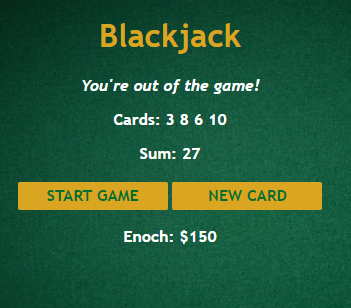 Blackjack
You're out of the game!
Cards: 3 8 6 10
Sum: 27
START GAME NEW CARD
Enoch: $150